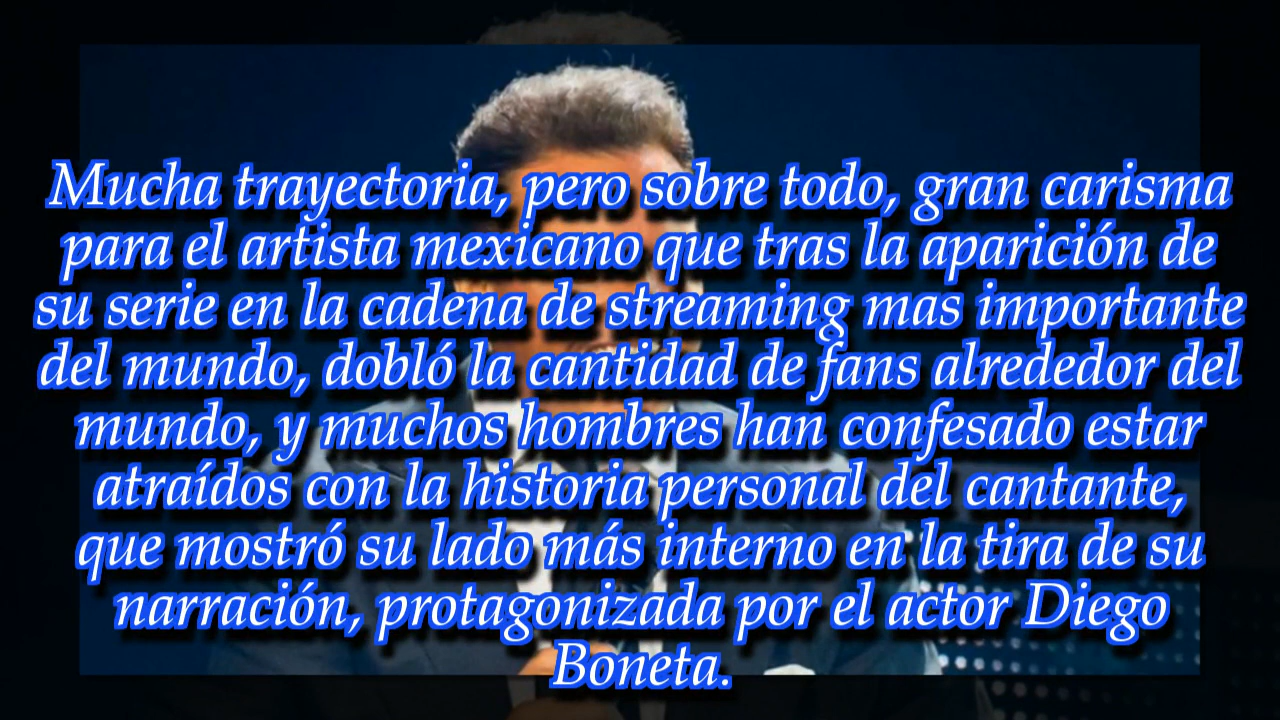 Mucha trayectoria, pero sobre todo, gran carisma
para el artista mexicano que tras la aparición de
su serie en la cadena de streaming mas importante
del mundo, dobló la cantidad de fans alrededor del
mundo, y muchos hombres han confesado estar
atraídos con la historia personal del cantante,
que mostró su lado más interno en la tira de su
narración, protagonizada por el actor Diego
Boneta.